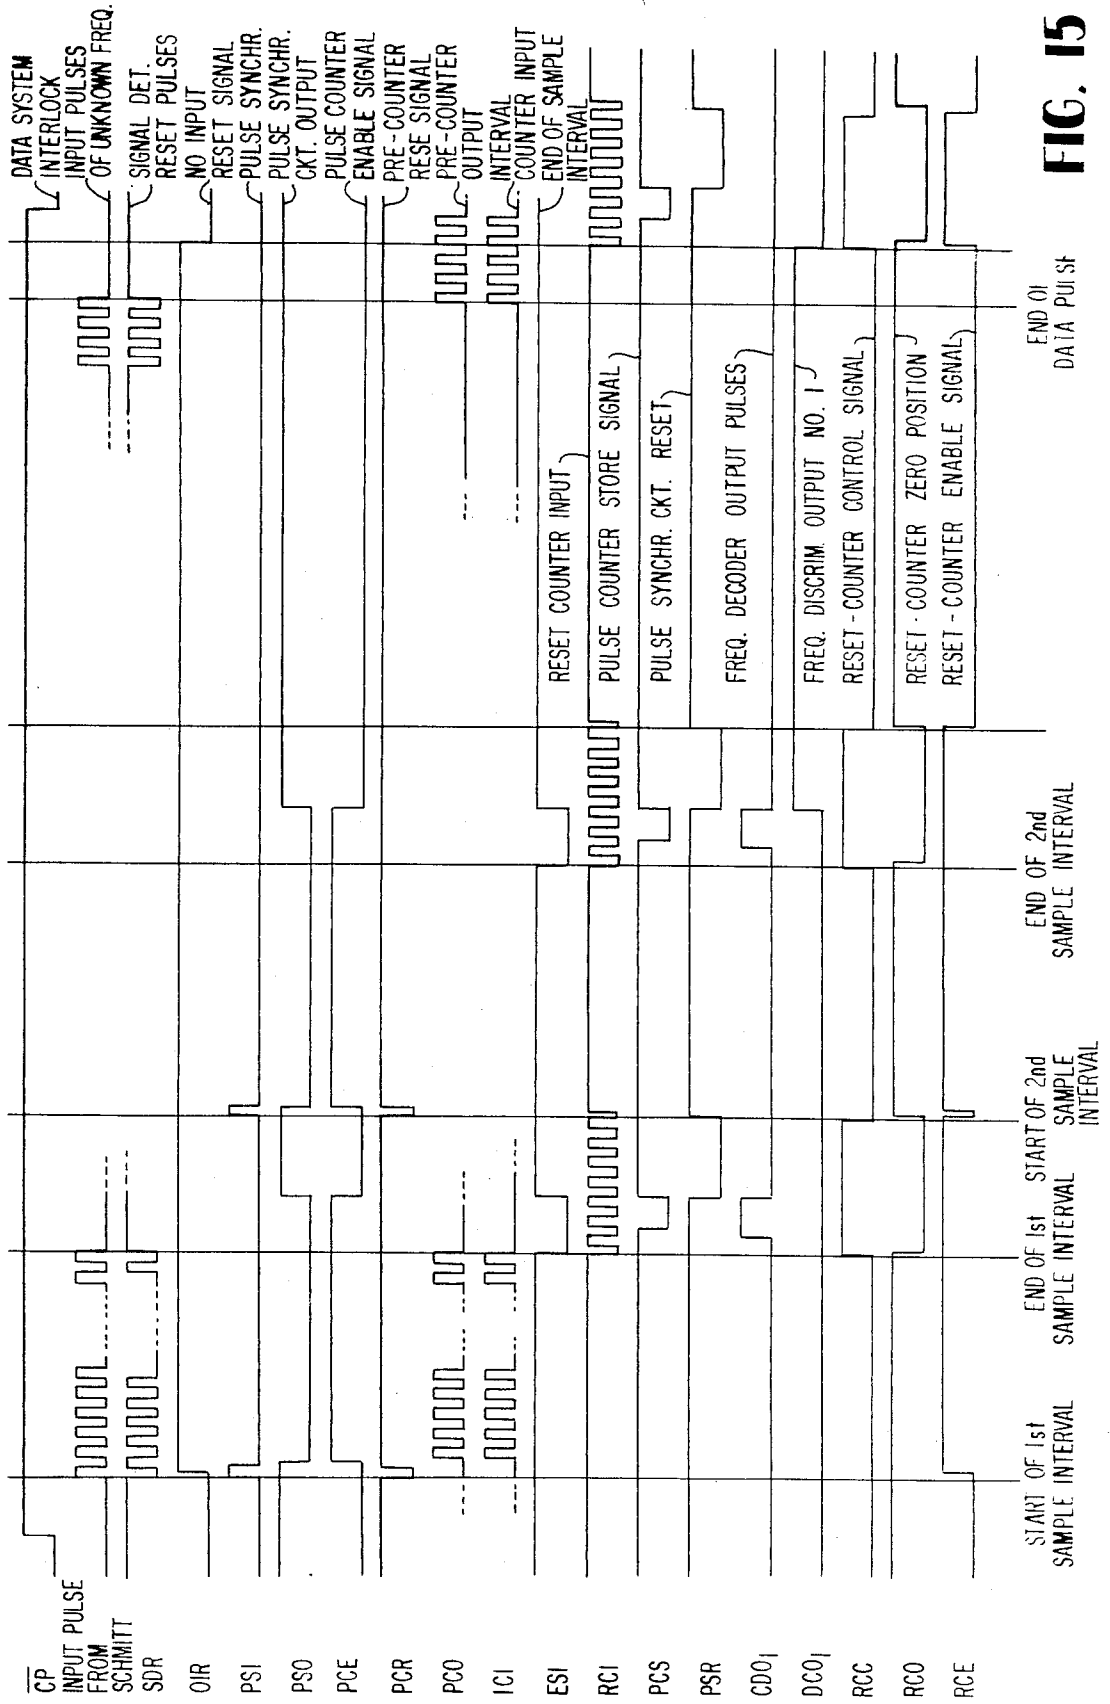 CP
INPUT PULSE
FROM
SCHMITT
SDR
OIR
PSI
PSO
PCE
PCR
PCO
ICI
ESI
RCI
PCS
PSR
CDO1
DCO1
RCC
RCO
RCE
DATA SYSTEM
INTERLOCK
INPUT PULSES
OF UNKNOWN FREQ.
SIGNAL DET.
RESET PULSES
NO INPUT
RESET SIGNAL
PULSE SYNCHR.
PULSE SYNCHR.
CKT. OUTPUT
PULSE COUNTER
ENABLE SIGNAL
PRE-COUNTER
RESE SIGNAL
PRE-COUNTER
OUTPUT
INTERVAL
COUNTER INPUT
END OF SAMPLE
INTERVAL
RESET COUNTER INPUT
PULSE COUNTER STORE SIGNAL
PULSE SYNCHR. CKT. RESET
FREQ. DECODER OUTPUT PULSES
FREQ. DISCRIM. OUTPUT NO. 1
RESET-COUNTER CONTROL SIGNAL
RESET-COUNTER ZERO POSITION
RESET-COUNTER ENABLE SIGNAL
START OF 1st
SAMPLE INTERVAL
END OF 1st
SAMPLE INTERVAL
START OF 2nd
SAMPLE
INTERVAL
END OF 2nd
SAMPLE INTERVAL
END OF
DATA PULSE
FIG. 15